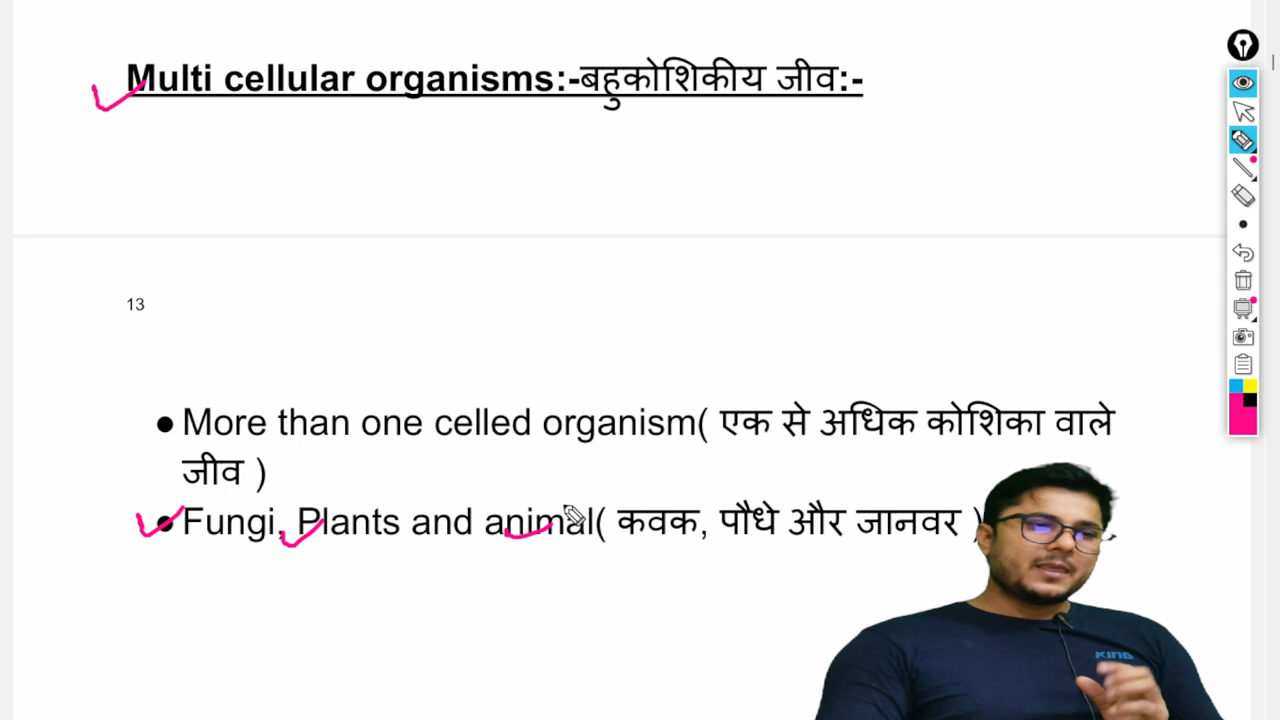 Multi cellular organisms:-बहुकोशिकीय जीव:-
13
● More than one celled organism( एक से अधिक कोशिका वाले
जीव )
● Fungi, Plants and animal( कवक, पौधे और जानवर )
KING